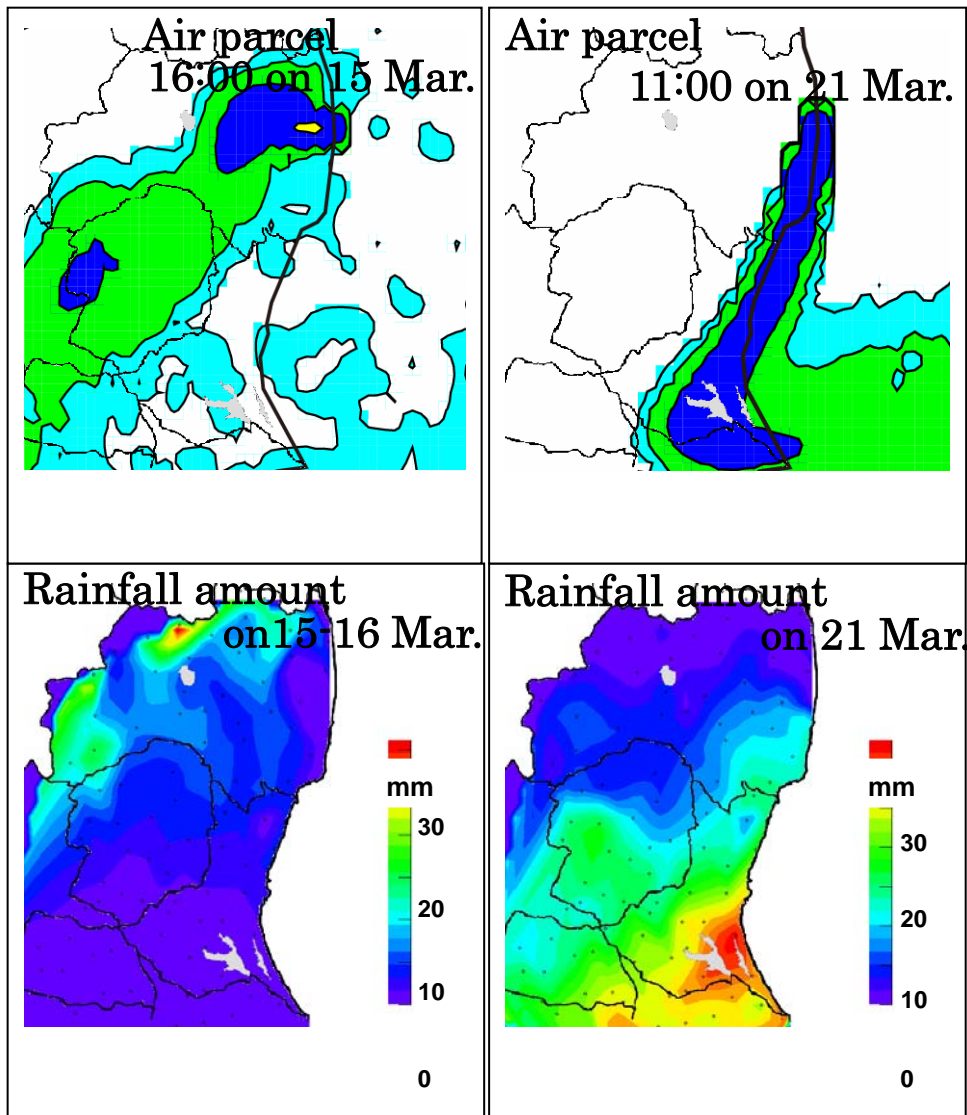 Air parcel
16:00 on 15 Mar.
Air parcel
11:00 on 21 Mar.
Rainfall amount
on15-16 Mar.
mm
30
20
10
0
Rainfall amount
on 21 Mar.
mm
30
20
10
0